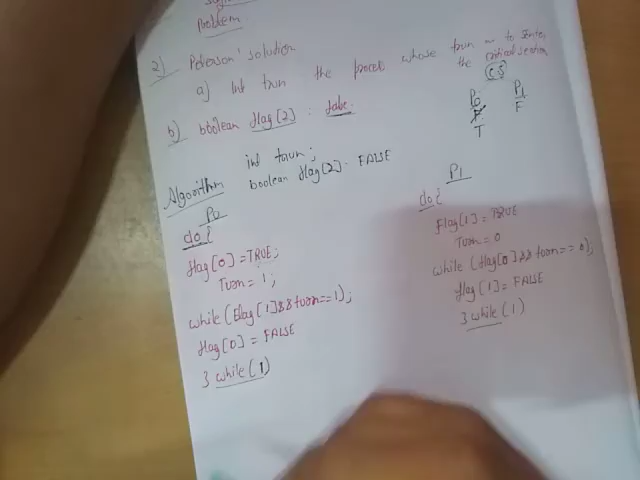 Problem
2) Peterson's solution
a) Int turn the process whose turn to enter
the critical section
(CS)
b) boolean flag[2] : false.
P0 P1
F F
T
int turn;
Algorithm boolean flag[2] . FALSE
P0
do {
flag[0] = TRUE;
Turn = 1;
while (flag[1] && turn == 1);
flag[0] = FALSE
} while (1)
P1
do {
Flag[1] = TRUE
Turn = 0
while (flag[0] && turn == 0);
flag[1] = FALSE
} while (1)